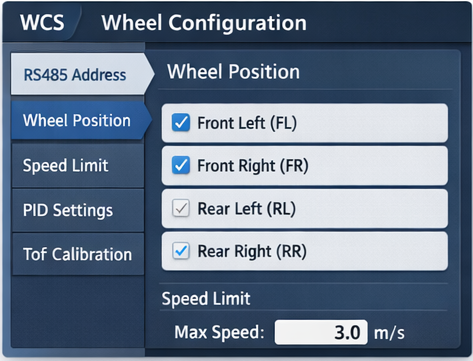 WCS Wheel Configuration
RS485 Address
Wheel Position
Speed Limit
PID Settings
Tof Calibration
Wheel Position
Front Left (FL)
Front Right (FR)
Rear Left (RL)
Rear Right (RR)
Speed Limit
Max Speed: 3.0 m/s